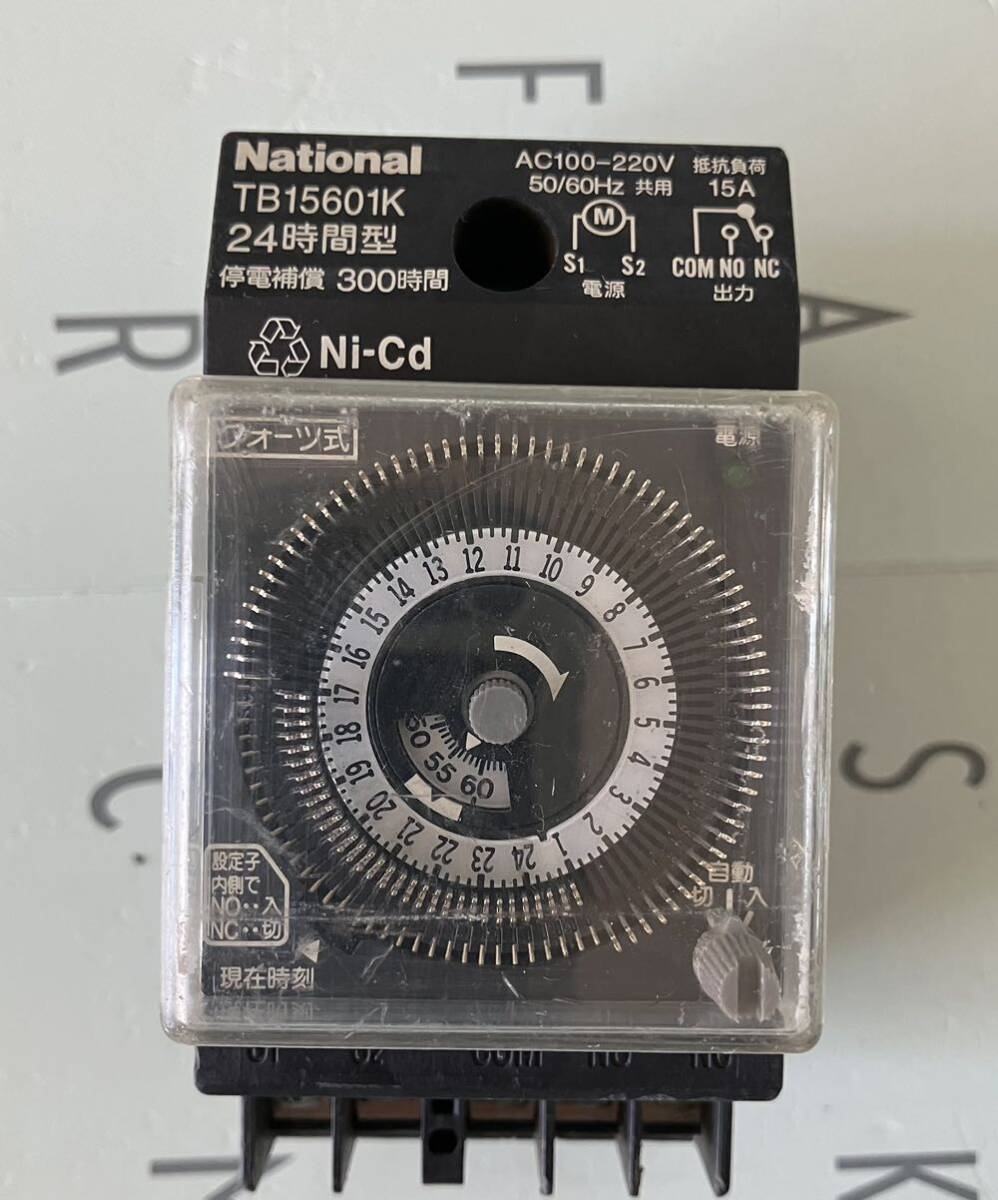 National
TB15601K
24時間型
停電補償 300時間
Ni-Cd
AC100-220V
50/60Hz 共用
抵抗負荷
15A
M
S1 S2
電源
COM NO NC
出力
クォーツ式
電源
12 11 10 9 8 7 6 5 4 3 2 1 24 23 22 21 20 19 18 17 16 15 14 13
55 60
自動
切 入
設定子
内側で
NO‥入
NC‥切
現在時刻
F
R
A
C
S
K